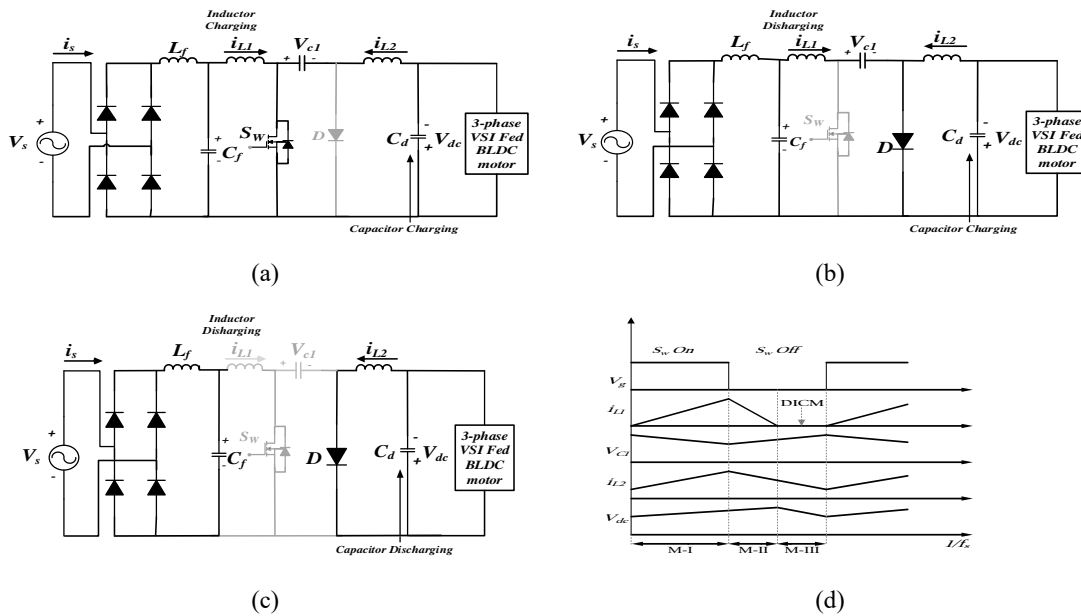 Inductor
Charging
i_s
L_f
i_L1
V_c1
i_L2
+ -
S_W
D
+
V_s
-
+
C_f
-
-
C_d
+
V_dc
3-phase
VSI Fed
BLDC
motor
Capacitor Charging
(a)
Inductor
Disharging
i_s
L_f
i_L1
V_c1
i_L2
+ -
S_W
D
+
V_s
-
+
C_f
-
-
C_d
+
V_dc
3-phase
VSI Fed
BLDC
motor
Capacitor Charging
(b)
Inductor
Disharging
i_s
L_f
i_L1
V_c1
i_L2
+ -
S_W
D
+
V_s
-
+
C_f
-
-
C_d
+
V_dc
3-phase
VSI Fed
BLDC
motor
Capacitor Discharging
(c)
S_w On S_w Off
V_g
DICM
i_L1
V_C1
i_L2
V_dc
M-I M-II M-III 1/f_s
(d)